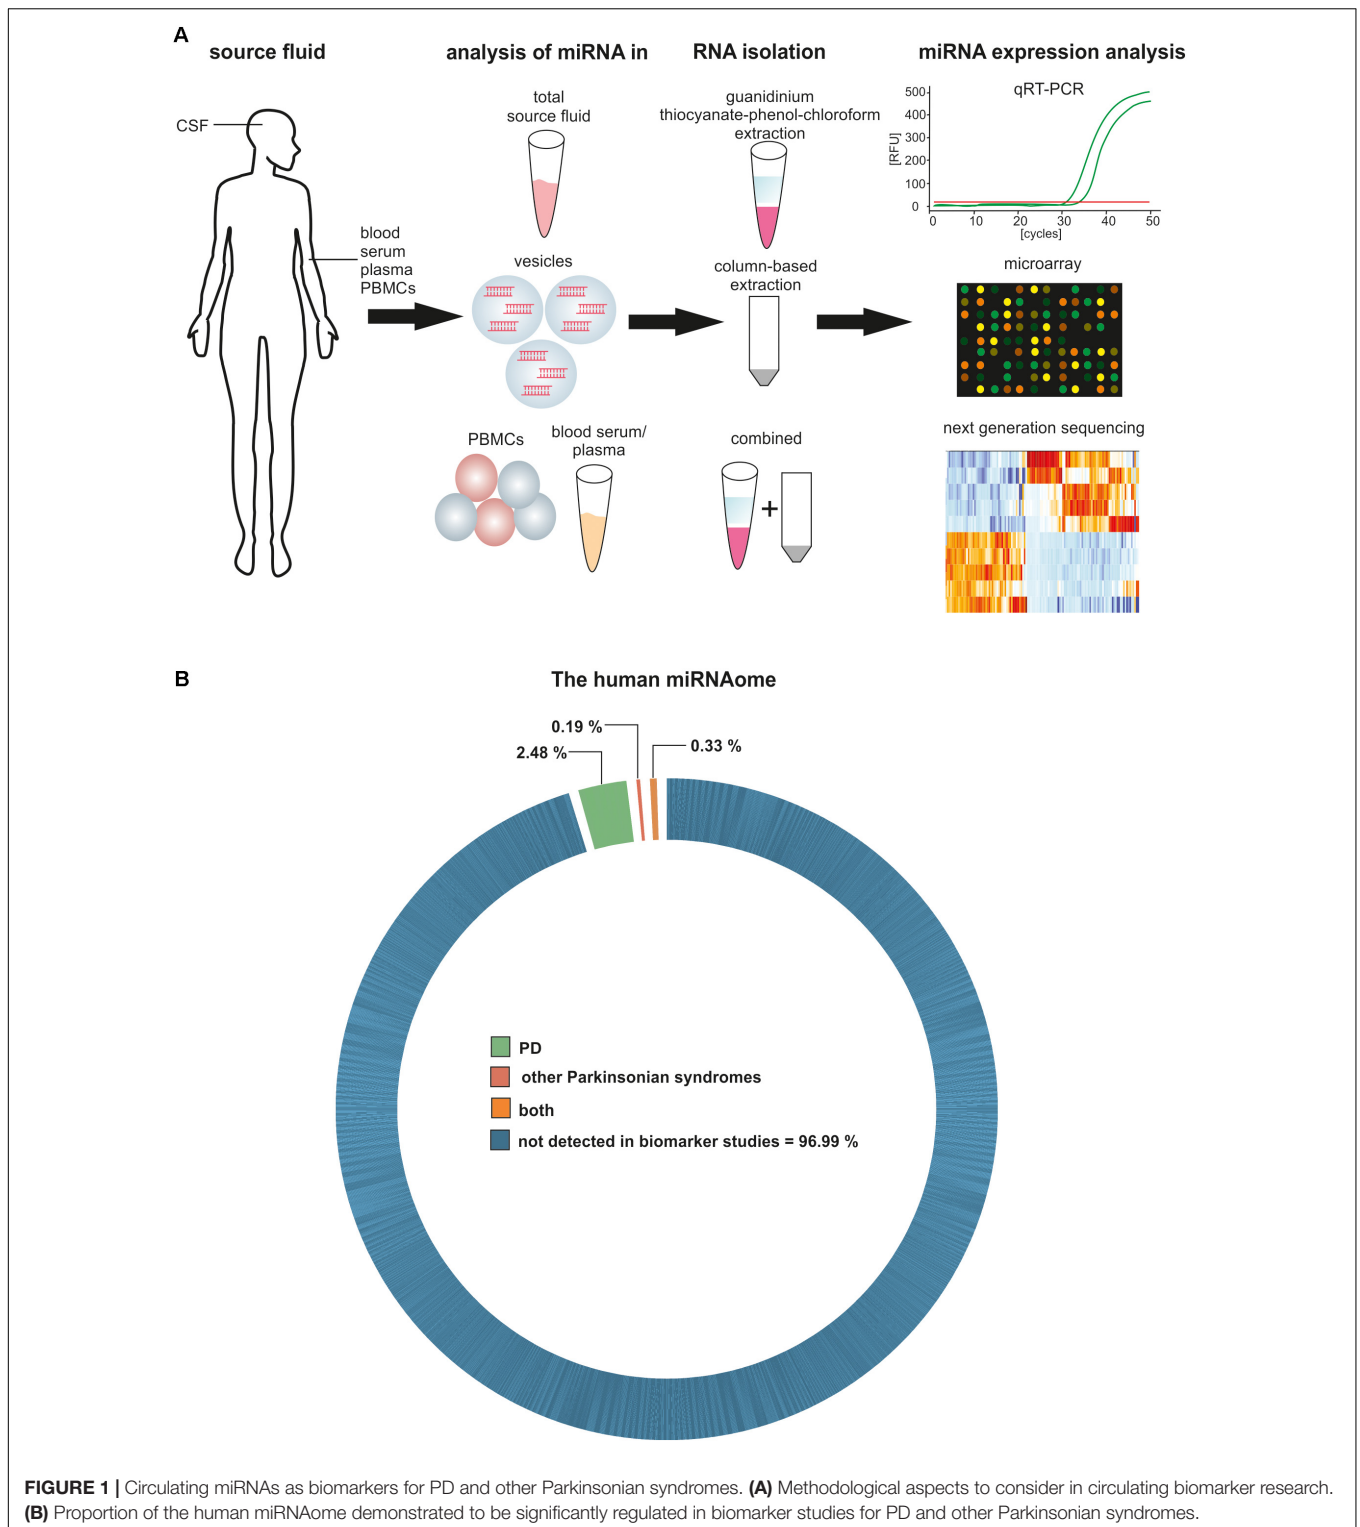 A
source fluid
analysis of miRNA in
RNA isolation
miRNA expression analysis
CSF
blood
serum
plasma
PBMCs
total
source fluid
vesicles
PBMCs
blood serum/
plasma
guanidinium
thiocyanate-phenol-chloroform
extraction
column-based
extraction
combined
+
qRT-PCR
500
400
300
200
100
0
[RFU]
0 10 20 30 40 50
[cycles]
microarray
next generation sequencing
B
The human miRNAome
0.19 %
2.48 %
0.33 %
PD
other Parkinsonian syndromes
both
not detected in biomarker studies = 96.99 %
FIGURE 1 | Circulating miRNAs as biomarkers for PD and other Parkinsonian syndromes. (A) Methodological aspects to consider in circulating biomarker research.
(B) Proportion of the human miRNAome demonstrated to be significantly regulated in biomarker studies for PD and other Parkinsonian syndromes.